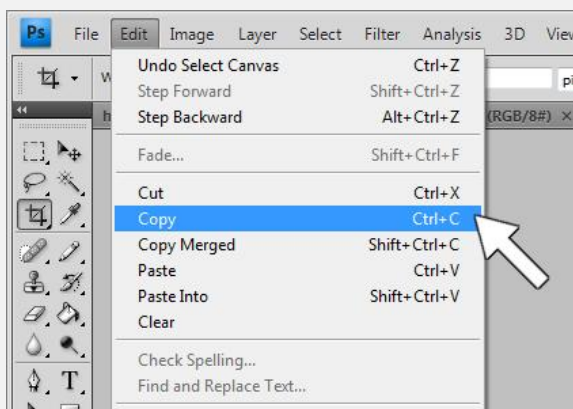 Ps File Edit Image Layer Select Filter Analysis 3D View
Undo Select Canvas Ctrl+Z
Step Forward Shift+Ctrl+Z
(RGB/8#) ×
Step Backward Alt+Ctrl+Z
Fade... Shift+Ctrl+F
Cut Ctrl+X
Copy Ctrl+C
Copy Merged Shift+Ctrl+C
Paste Ctrl+V
Paste Into Shift+Ctrl+V
Clear
Check Spelling...
Find and Replace Text...
T